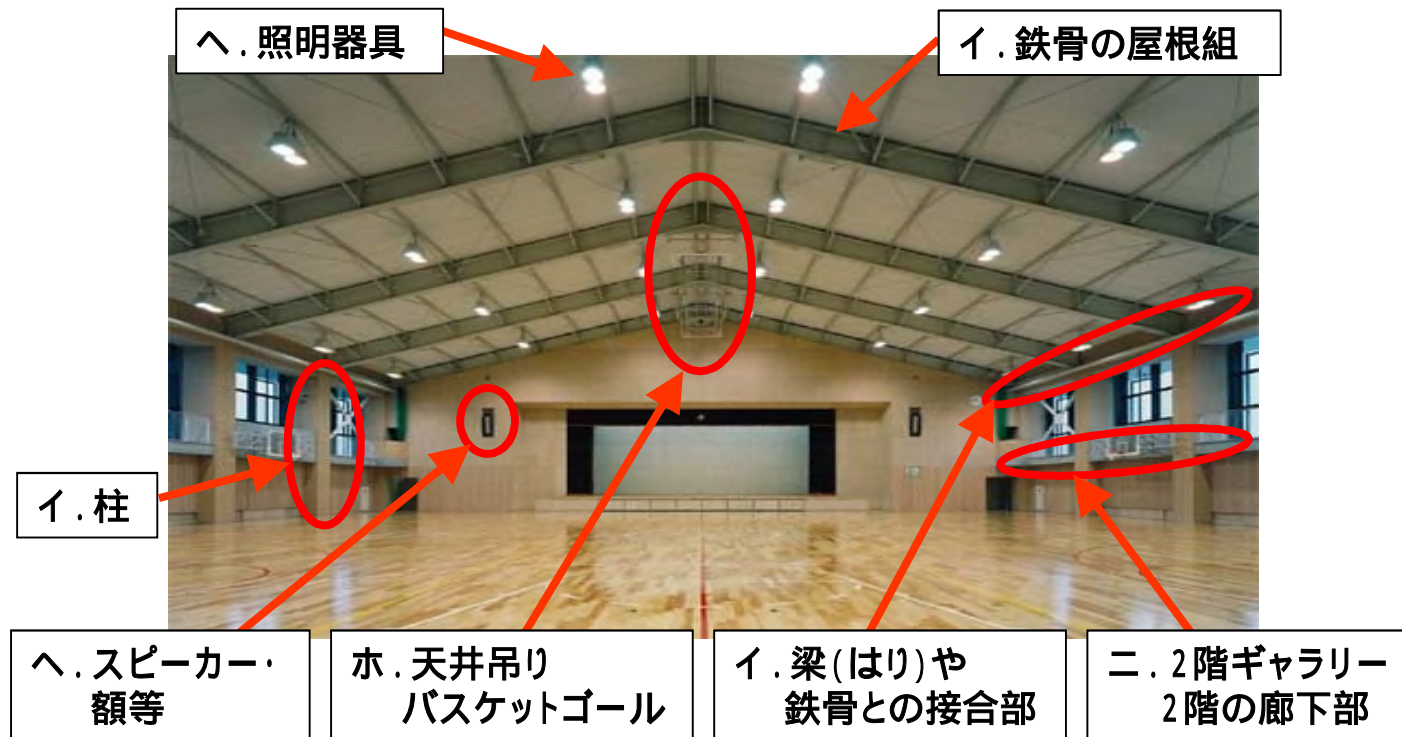 ヘ.照明器具
イ.鉄骨の屋根組
イ.柱
ヘ.スピーカー・
額等
ホ.天井吊り
バスケットゴール
イ.梁(はり)や
鉄骨との接合部
ニ.2階ギャラリー
2階の廊下部